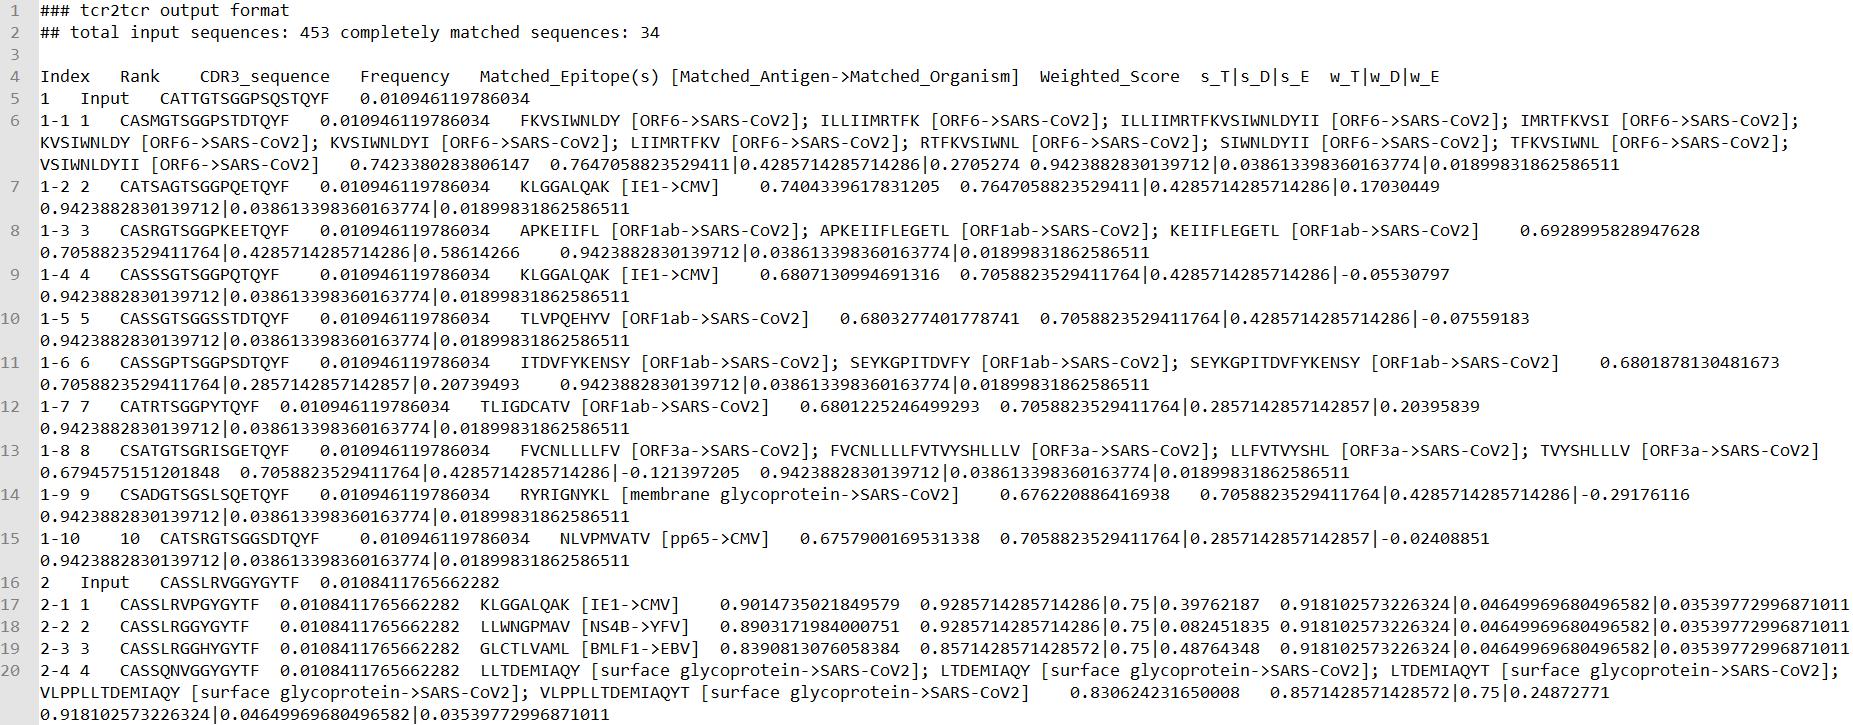 1 ### tcr2tcr output format
2 ## total input sequences: 453 completely matched sequences: 34
3
4 Index Rank CDR3_sequence Frequency Matched_Epitope(s) [Matched_Antigen->Matched_Organism] Weighted_Score s_T|s_D|s_E w_T|w_D|w_E
5 1 Input CATTGTSGGPSQSTQYF 0.010946119786034
6 1-1 1 CASMGTSGGPSTDTQYF 0.010946119786034 FKVSIWNLDY [ORF6->SARS-CoV2]; ILLIIMRTFK [ORF6->SARS-CoV2]; ILLIIMRTFKVSIWNLDYII [ORF6->SARS-CoV2]; IMRTFKVSI [ORF6->SARS-CoV2];
KVSIWNLDY [ORF6->SARS-CoV2]; KVSIWNLDYI [ORF6->SARS-CoV2]; LIIMRTFKV [ORF6->SARS-CoV2]; RTFKVSIWNL [ORF6->SARS-CoV2]; SIWNLDYII [ORF6->SARS-CoV2]; TFKVSIWNL [ORF6->SARS-CoV2];
VSIWNLDYII [ORF6->SARS-CoV2] 0.7423380283806147 0.7647058823529411|0.4285714285714286|0.2705274 0.9423882830139712|0.038613398360163774|0.01899831862586511
7 1-2 2 CATSAGTSGGPQETQYF 0.010946119786034 KLGGALQAK [IE1->CMV] 0.7404339617831205 0.7647058823529411|0.4285714285714286|0.17030449
0.9423882830139712|0.038613398360163774|0.01899831862586511
8 1-3 3 CASRGTSGGPKEETQYF 0.010946119786034 APKEIIFL [ORF1ab->SARS-CoV2]; APKEIIFLEGETL [ORF1ab->SARS-CoV2]; KEIIFLEGETL [ORF1ab->SARS-CoV2] 0.6928995828947628
0.7058823529411764|0.4285714285714286|0.58614266 0.9423882830139712|0.038613398360163774|0.01899831862586511
9 1-4 4 CASSSGTSGGPQTQYF 0.010946119786034 KLGGALQAK [IE1->CMV] 0.6807130994691316 0.7058823529411764|0.4285714285714286|-0.05530797
0.9423882830139712|0.038613398360163774|0.01899831862586511
10 1-5 5 CASSGTSGGSSTDTQYF 0.010946119786034 TLVPQEHYV [ORF1ab->SARS-CoV2] 0.6803277401778741 0.7058823529411764|0.4285714285714286|-0.07559183
0.9423882830139712|0.038613398360163774|0.01899831862586511
11 1-6 6 CASSGPTSGGPSDTQYF 0.010946119786034 ITDVFYKENSY [ORF1ab->SARS-CoV2]; SEYKGPITDVFY [ORF1ab->SARS-CoV2]; SEYKGPITDVFYKENSY [ORF1ab->SARS-CoV2] 0.6801878130481673
0.7058823529411764|0.2857142857142857|0.20739493 0.9423882830139712|0.038613398360163774|0.01899831862586511
12 1-7 7 CATRTSGGPYTQYF 0.010946119786034 TLIGDCATV [ORF1ab->SARS-CoV2] 0.6801225246499293 0.7058823529411764|0.2857142857142857|0.20395839
0.9423882830139712|0.038613398360163774|0.01899831862586511
13 1-8 8 CSATGTSGRISGETQYF 0.010946119786034 FVCNLLLLFV [ORF3a->SARS-CoV2]; FVCNLLLLFVTVYSHLLLV [ORF3a->SARS-CoV2]; LLFVTVYSHL [ORF3a->SARS-CoV2]; TVYSHLLLV [ORF3a->SARS-CoV2]
0.6794575151201848 0.7058823529411764|0.4285714285714286|-0.121397205 0.9423882830139712|0.038613398360163774|0.01899831862586511
14 1-9 9 CSADGTSGSLSQETQYF 0.010946119786034 RYRIGNYKL [membrane glycoprotein->SARS-CoV2] 0.676220886416938 0.7058823529411764|0.4285714285714286|-0.29176116
0.9423882830139712|0.038613398360163774|0.01899831862586511
15 1-10 10 CATSRGTSGGSDTQYF 0.010946119786034 NLVPMVATV [pp65->CMV] 0.6757900169531338 0.7058823529411764|0.2857142857142857|-0.02408851
0.9423882830139712|0.038613398360163774|0.01899831862586511
16 2 Input CASSLRVGGYGYTF 0.0108411765662282
17 2-1 1 CASSLRVPGYGYTF 0.0108411765662282 KLGGALQAK [IE1->CMV] 0.9014735021849579 0.9285714285714286|0.75|0.39762187 0.918102573226324|0.04649969680496582|0.03539772996871011
18 2-2 2 CASSLRGGYGYTF 0.0108411765662282 LLWNGPMAV [NS4B->YFV] 0.8903171984000751 0.9285714285714286|0.75|0.082451835 0.918102573226324|0.04649969680496582|0.03539772996871011
19 2-3 3 CASSLRGGHYGYTF 0.0108411765662282 GLCTLVAML [BMLF1->EBV] 0.8390813076058384 0.8571428571428572|0.75|0.48764348 0.918102573226324|0.04649969680496582|0.03539772996871011
20 2-4 4 CASSQNVGGYGYTF 0.0108411765662282 LLTDEMIAQY [surface glycoprotein->SARS-CoV2]; LTDEMIAQY [surface glycoprotein->SARS-CoV2]; LTDEMIAQYT [surface glycoprotein->SARS-CoV2];
VLPPLLTDEMIAQY [surface glycoprotein->SARS-CoV2]; VLPPLLTDEMIAQYT [surface glycoprotein->SARS-CoV2] 0.830624231650008 0.8571428571428572|0.75|0.24872771
0.918102573226324|0.04649969680496582|0.03539772996871011